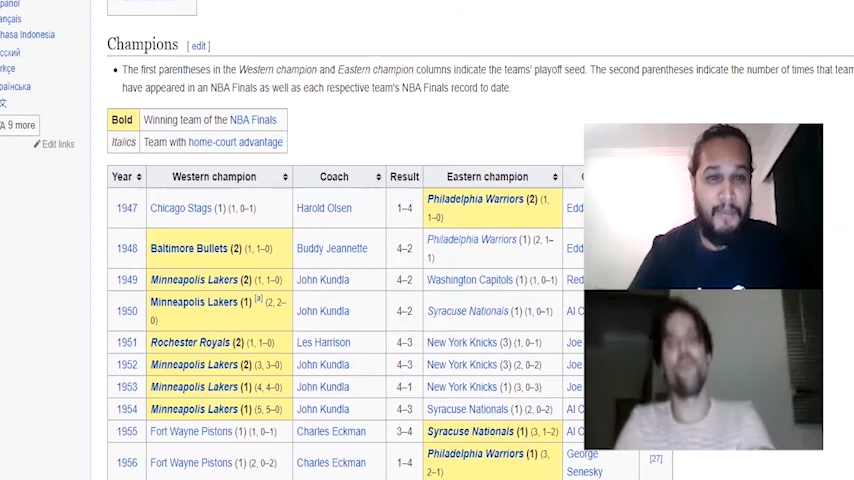 spañol
ançais
hasa Indonesia
сский
rkçe
раїнська
文
9 more
Edit links
Champions [ edit ]
• The first parentheses in the Western champion and Eastern champion columns indicate the teams' playoff seed. The second parentheses indicate the number of times that team
have appeared in an NBA Finals as well as each respective team's NBA Finals record to date.
Bold Winning team of the NBA Finals
Italics Team with home-court advantage
Year Western champion Coach Result Eastern champion
1947 Chicago Stags (1) (1, 0–1) Harold Olsen 1–4 Philadelphia Warriors (2) (1,
1–0) Edd
1948 Baltimore Bullets (2) (1, 1–0) Buddy Jeannette 4–2 Philadelphia Warriors (1) (2, 1–
1) Edd
1949 Minneapolis Lakers (2) (1, 1–0) John Kundla 4–2 Washington Capitols (1) (1, 0–1) Red
1950 Minneapolis Lakers (1) [a] (2, 2–
0) John Kundla 4–2 Syracuse Nationals (1) (1, 0–1) Al C
1951 Rochester Royals (2) (1, 1–0) Les Harrison 4–3 New York Knicks (3) (1, 0–1) Joe
1952 Minneapolis Lakers (2) (3, 3–0) John Kundla 4–3 New York Knicks (3) (2, 0–2) Joe
1953 Minneapolis Lakers (1) (4, 4–0) John Kundla 4–1 New York Knicks (1) (3, 0–3) Joe
1954 Minneapolis Lakers (1) (5, 5–0) John Kundla 4–3 Syracuse Nationals (1) (2, 0–2) Al C
1955 Fort Wayne Pistons (1) (1, 0–1) Charles Eckman 3–4 Syracuse Nationals (1) (3, 1–2) Al C
1956 Fort Wayne Pistons (1) (2, 0–2) Charles Eckman 1–4 Philadelphia Warriors (1) (3,
2–1) George
Senesky [27]